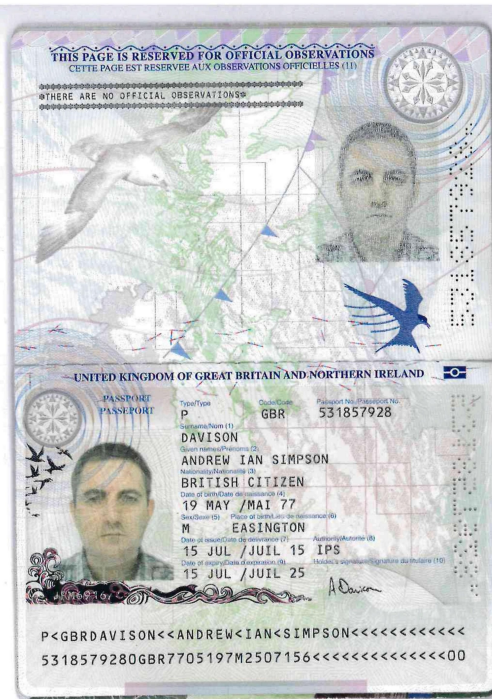 THIS PAGE IS RESERVED FOR OFFICIAL OBSERVATIONS
CETTE PAGE EST RESERVEE AUX OBSERVATIONS OFFICIELLES (11)
THERE ARE NO OFFICIAL OBSERVATIONS
UNITED KINGDOM OF GREAT BRITAIN AND NORTHERN IRELAND
PASSPORT
PASSEPORT
Type/Type Code/Code Passport No./Passeport No.
P GBR 531857928
Surname/Nom (1)
DAVISON
Given names/Prénoms (2)
ANDREW IAN SIMPSON
Nationality/Nationalité (3)
BRITISH CITIZEN
Date of birth/Date de naissance (4)
19 MAY /MAI 77
Sex/Sexe (5) Place of birth/Lieu de naissance (6)
M EASINGTON
Date of issue/Date de délivrance (7) Authority/Autorité (8)
15 JUL /JUIL 15 IPS
Date of expiry/Date d'expiration (9) Holder's signature/Signature du titulaire (10)
15 JUL /JUIL 25
A Davison
P<GBRDAVISON<<ANDREW<IAN<SIMPSON<<<<<<<<<<<<
5318579280GBR7705197M2507156<<<<<<<<<<<<<<00